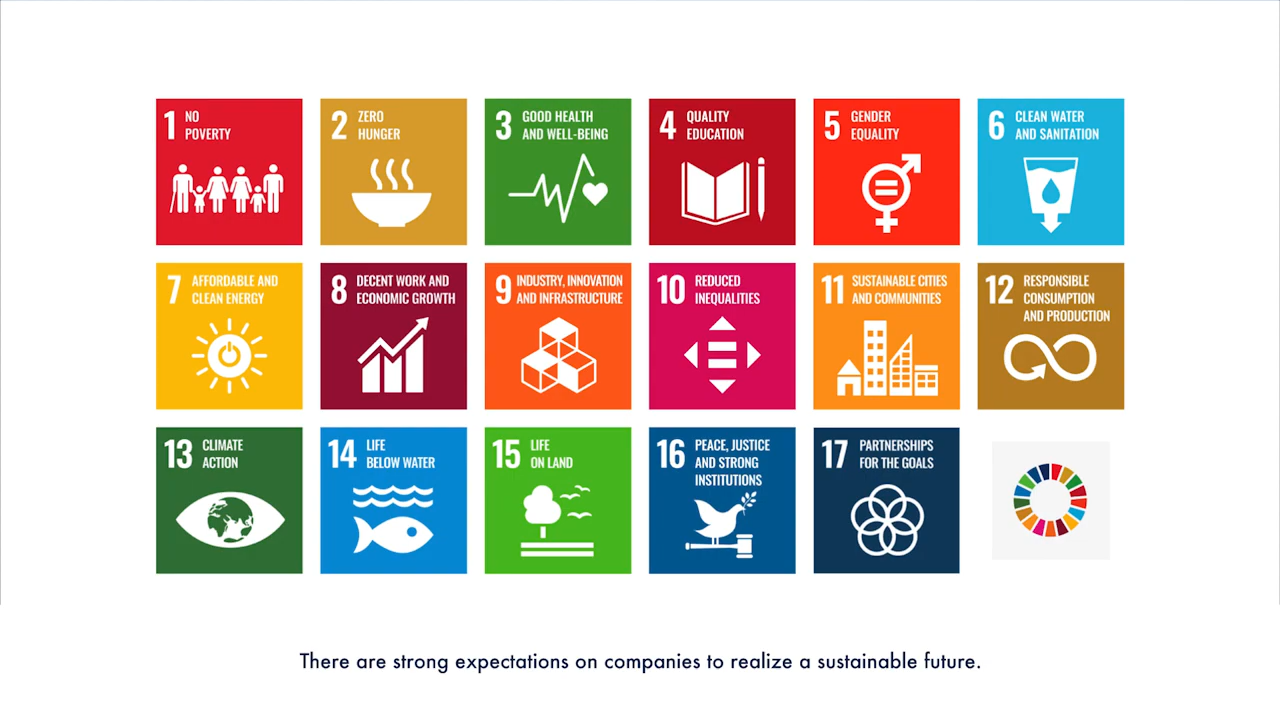 1 NO
POVERTY
2 ZERO
HUNGER
3 GOOD HEALTH
AND WELL-BEING
4 QUALITY
EDUCATION
5 GENDER
EQUALITY
6 CLEAN WATER
AND SANITATION
7 AFFORDABLE AND
CLEAN ENERGY
8 DECENT WORK AND
ECONOMIC GROWTH
9 INDUSTRY, INNOVATION
AND INFRASTRUCTURE
10 REDUCED
INEQUALITIES
11 SUSTAINABLE CITIES
AND COMMUNITIES
12 RESPONSIBLE
CONSUMPTION
AND PRODUCTION
13 CLIMATE
ACTION
14 LIFE
BELOW WATER
15 LIFE
ON LAND
16 PEACE, JUSTICE
AND STRONG
INSTITUTIONS
17 PARTNERSHIPS
FOR THE GOALS
There are strong expectations on companies to realize a sustainable future.